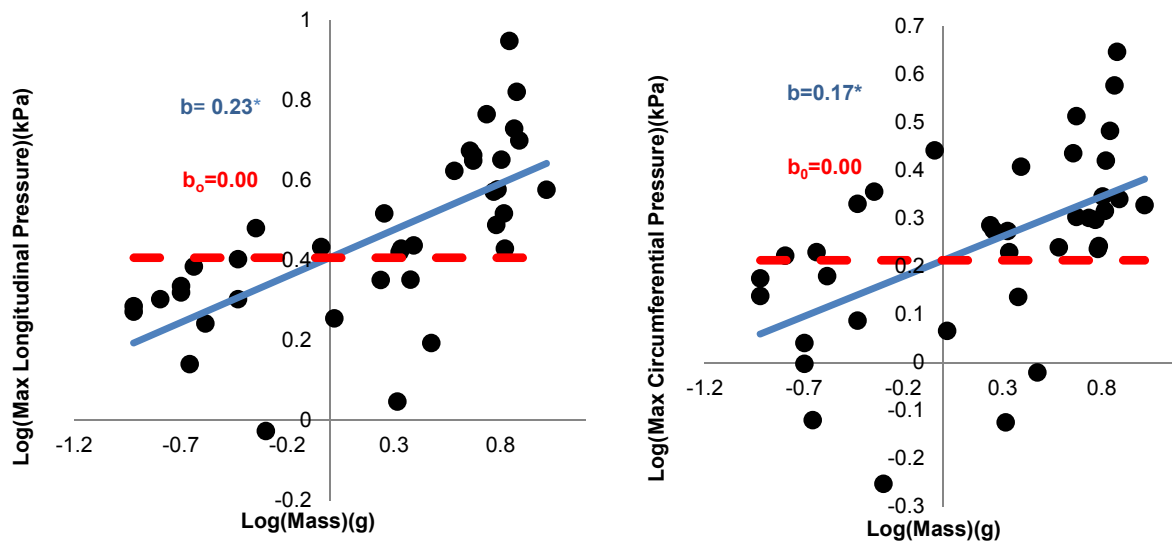 Log(Max Longitudinal Pressure)(kPa)
1
0.8
0.6
0.4
0.2
0
-0.2
b= 0.23*
b₀=0.00
-1.2 -0.7 -0.2 0.3 0.8
Log(Mass)(g)
Log(Max Circumferential Pressure)(kPa)
0.7
0.6
0.5
0.4
0.3
0.2
0.1
0
-0.1
-0.2
-0.3
b=0.17*
b₀=0.00
-1.2 -0.7 -0.2 0.3 0.8
Log(Mass)(g)